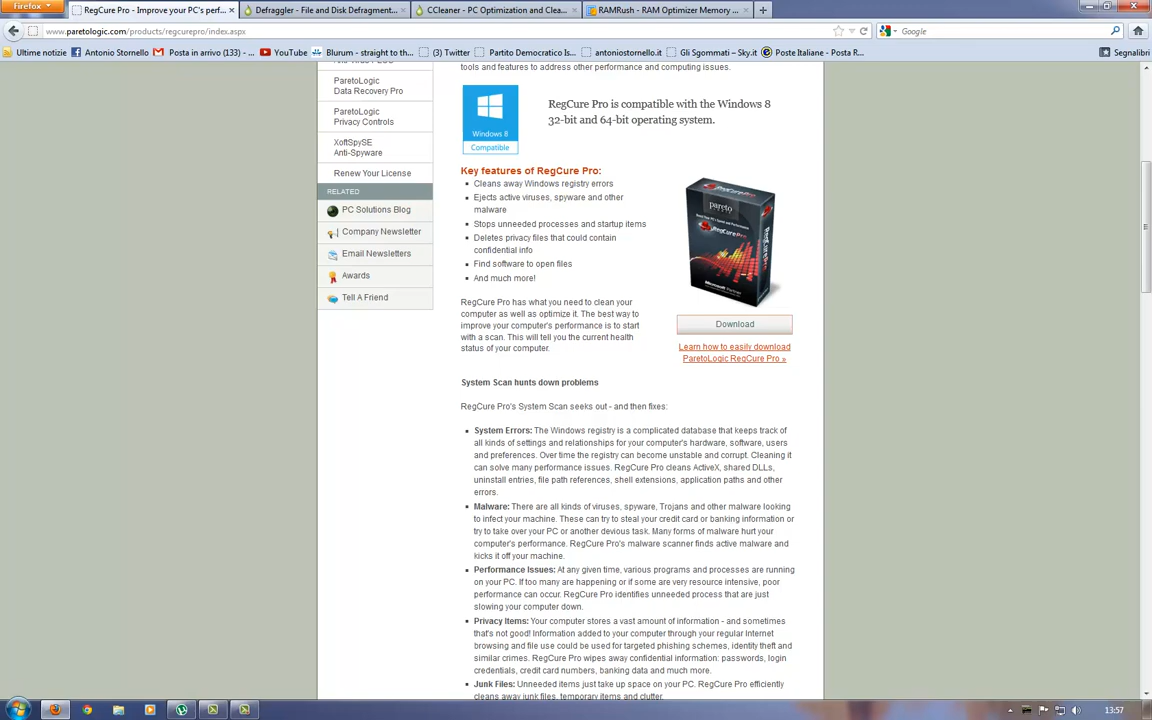 Firefox
RegCure Pro - Improve your PC's perf...
Defraggler - File and Disk Defragment...
CCleaner - PC Optimization and Clea...
RAMRush - RAM Optimizer Memory ...
www.paretologic.com/products/regcurepro/index.aspx
Google
Ultime notizie
Antonio Stornello
Posta in arrivo (133) - ...
YouTube
Blurum - straight to th...
(3) Twitter
Partito Democratico Is...
antoniostornello.it
Gli Sgommati – Sky.it
Poste Italiane - Posta R...
Segnalibri
ParetoLogic
Data Recovery Pro
ParetoLogic
Privacy Controls
XoftSpySE
Anti-Spyware
Renew Your License
RELATED
PC Solutions Blog
Company Newsletter
Email Newsletters
Awards
Tell A Friend
tools and features to address other performance and computing issues.
Windows 8
Compatible
RegCure Pro is compatible with the Windows 8
32-bit and 64-bit operating system.
Key features of RegCure Pro:
Cleans away Windows registry errors
Ejects active viruses, spyware and other
malware
Stops unneeded processes and startup items
Deletes privacy files that could contain
confidential info
Find software to open files
And much more!
pareto
RegCure Pro
RegCure Pro
Microsoft Partner
RegCure Pro has what you need to clean your
computer as well as optimize it. The best way to
improve your computer's performance is to start
with a scan. This will tell you the current health
status of your computer.
Download
Learn how to easily download
ParetoLogic RegCure Pro »
System Scan hunts down problems
RegCure Pro's System Scan seeks out - and then fixes:
System Errors: The Windows registry is a complicated database that keeps track of
all kinds of settings and relationships for your computer's hardware, software, users
and preferences. Over time the registry can become unstable and corrupt. Cleaning it
can solve many performance issues. RegCure Pro cleans ActiveX, shared DLLs,
uninstall entries, file path references, shell extensions, application paths and other
errors.
Malware: There are all kinds of viruses, spyware, Trojans and other malware looking
to infect your machine. These can try to steal your credit card or banking information or
try to take over your PC or another devious task. Many forms of malware hurt your
computer's performance. RegCure Pro's malware scanner finds active malware and
kicks it off your machine.
Performance Issues: At any given time, various programs and processes are running
on your PC. If too many are happening or if some are very resource intensive, poor
performance can occur. RegCure Pro identifies unneeded process that are just
slowing your computer down.
Privacy Items: Your computer stores a vast amount of information - and sometimes
that's not good! Information added to your computer through your regular Internet
browsing and file use could be used for targeted phishing schemes, identity theft and
similar crimes. RegCure Pro wipes away confidential information: passwords, login
credentials, credit card numbers, banking data and much more.
Junk Files: Unneeded items just take up space on your PC. RegCure Pro efficiently
cleans away junk files, temporary items and clutter.
13:57